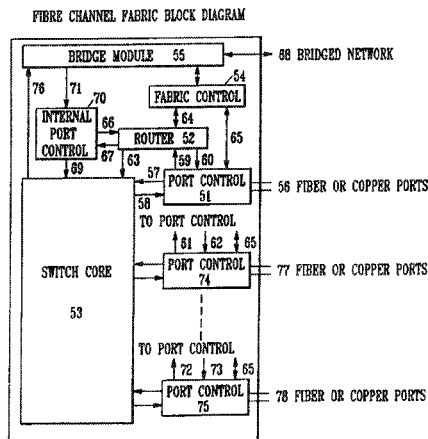 FIBRE CHANNEL FABRIC BLOCK DIAGRAM
BRIDGE MODULE 55
68 BRIDGED NETWORK
76
71
70
54
FABRIC CONTROL
INTERNAL PORT CONTROL
66
67
64
65
ROUTER 52
69
63
59
60
57
58
PORT CONTROL 51
56 FIBER OR COPPER PORTS
TO PORT CONTROL
61
62
65
SWITCH CORE 53
PORT CONTROL 74
77 FIBER OR COPPER PORTS
TO PORT CONTROL
72
73
65
PORT CONTROL 75
78 FIBER OR COPPER PORTS